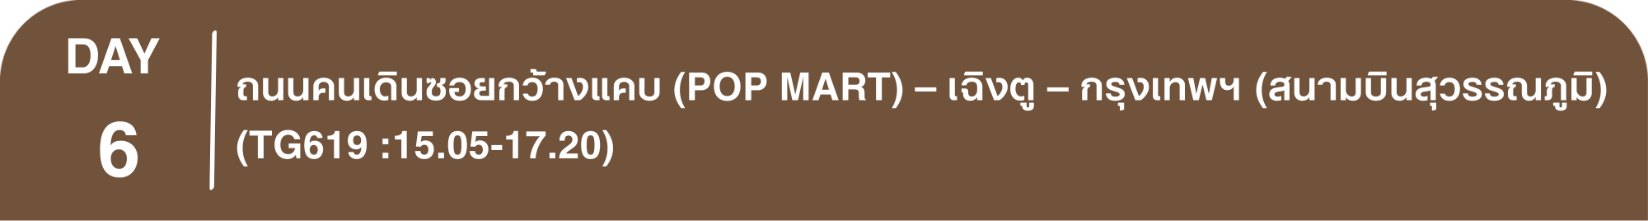 DAY
6
ถนนคนเดินซอยกว้างแคบ (POP MART) – เฉิงตู – กรุงเทพฯ (สนามบินสุวรรณภูมิ)
(TG619 :15.05-17.20)